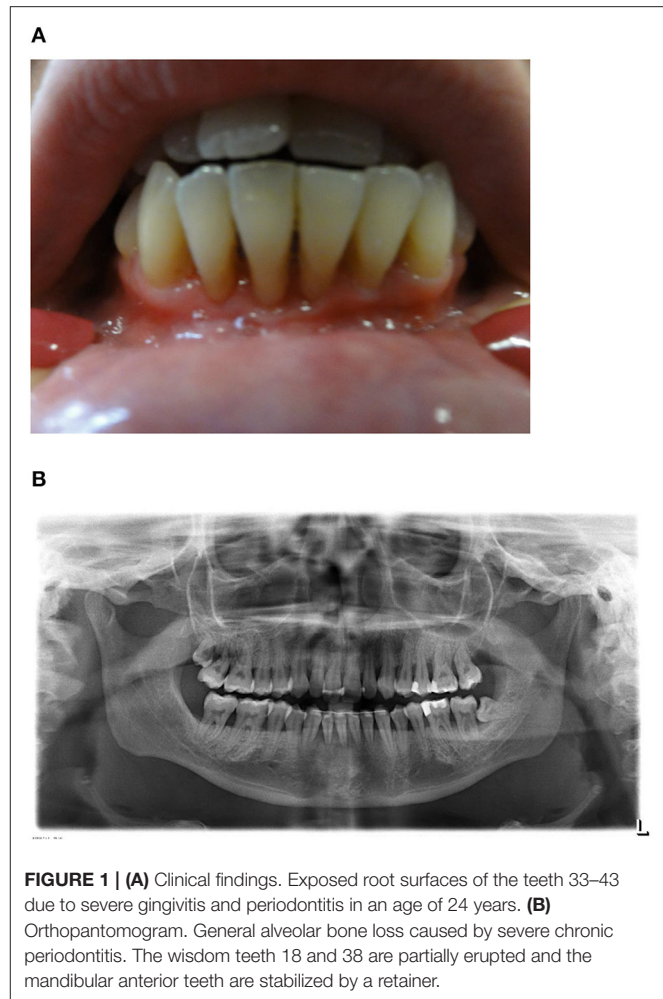 A
B
L
FIGURE 1 | (A) Clinical findings. Exposed root surfaces of the teeth 33–43
due to severe gingivitis and periodontitis in an age of 24 years. (B)
Orthopantomogram. General alveolar bone loss caused by severe chronic
periodontitis. The wisdom teeth 18 and 38 are partially erupted and the
mandibular anterior teeth are stabilized by a retainer.